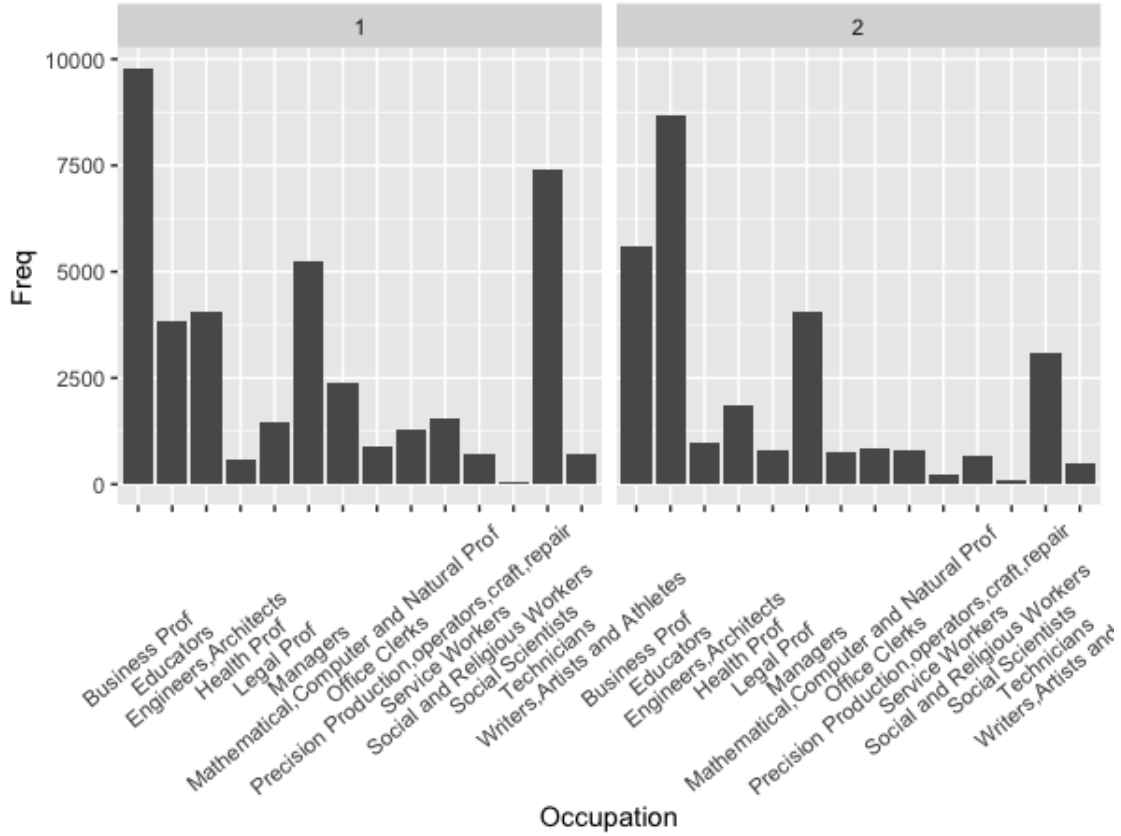 1
2
10000
7500
5000
2500
0
Freq
Business Prof
Educators
Engineers,Architects
Health Prof
Legal Prof
Managers
Mathematical,Computer and Natural Prof
Office Clerks
Precision Production,operators,craft,repair
Service Workers
Social and Religious Workers
Social Scientists
Technicians
Writers,Artists and Athletes
Business Prof
Educators
Engineers,Architects
Health Prof
Legal Prof
Managers
Mathematical,Computer and Natural Prof
Office Clerks
Precision Production,operators,craft,repair
Service Workers
Social and Religious Workers
Social Scientists
Technicians
Writers,Artists and
Occupation